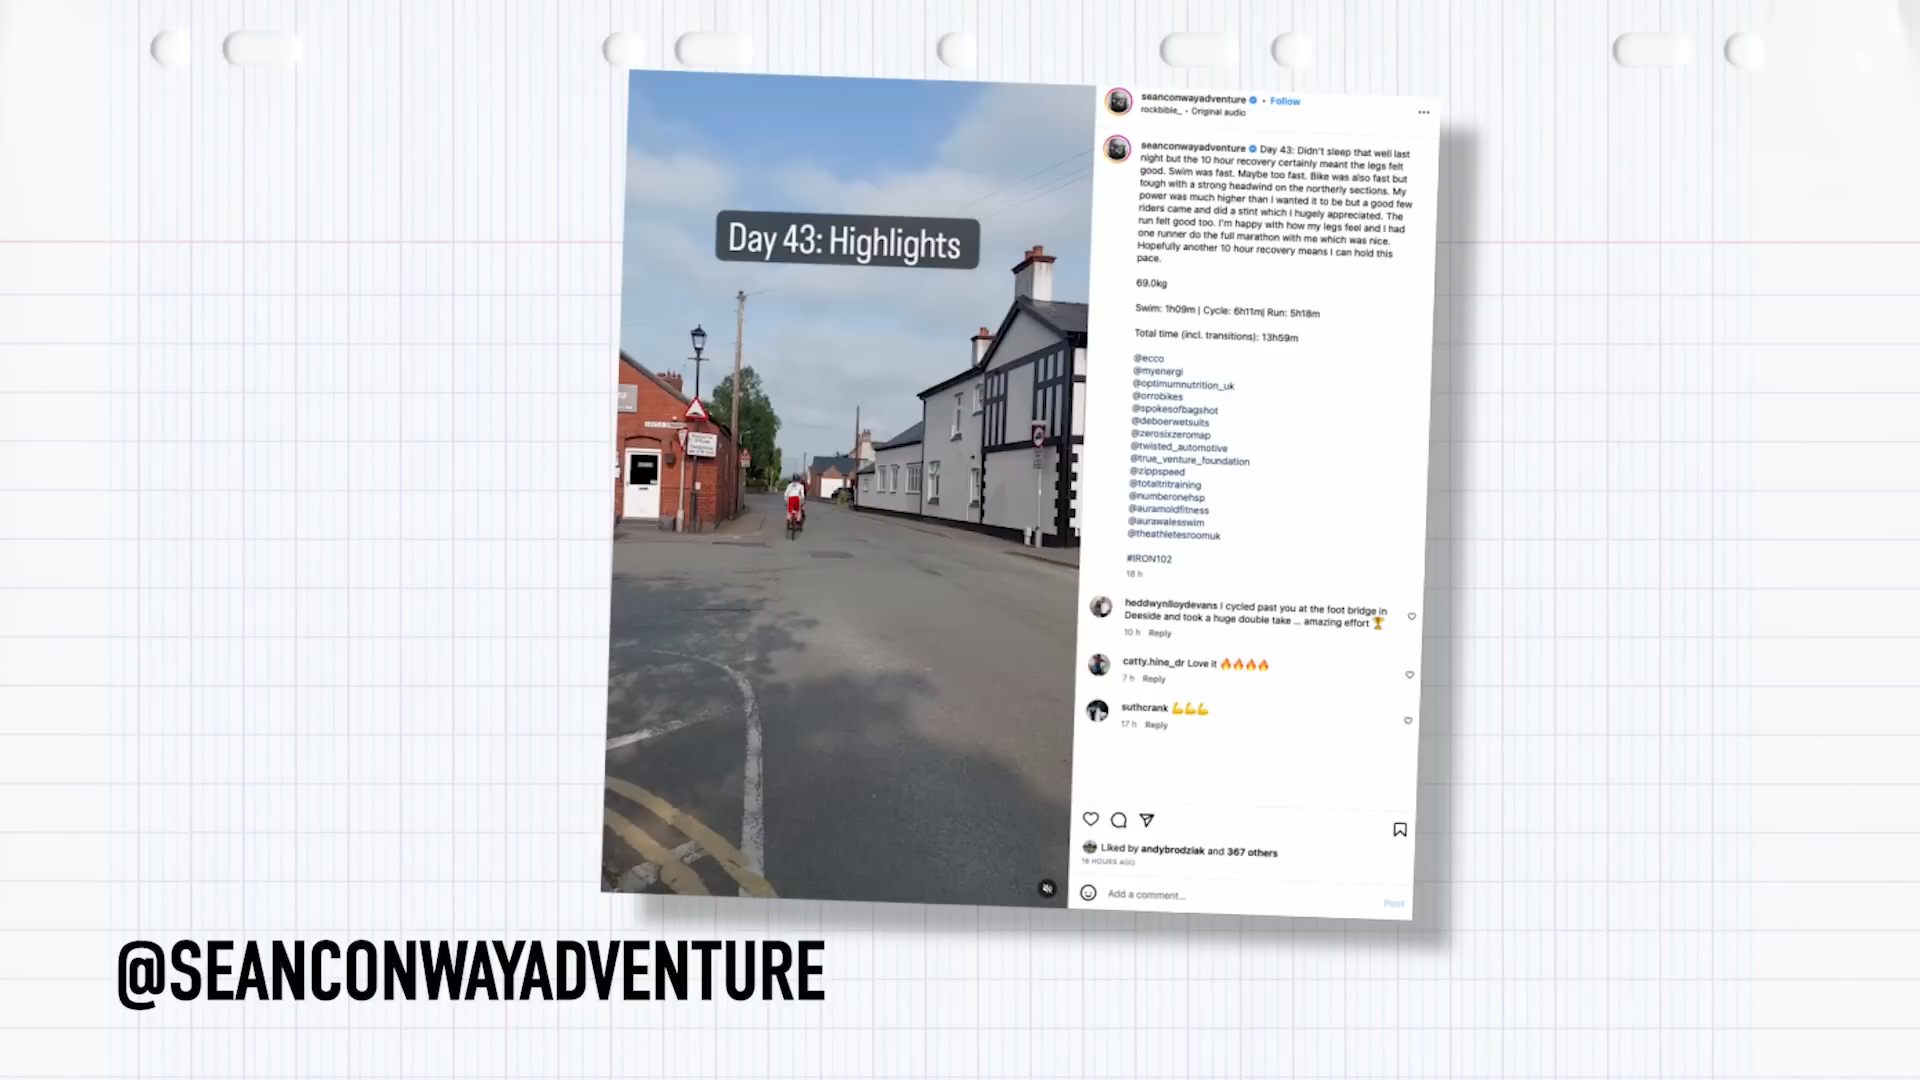 Day 43: Highlights
seanconwayadventure • Follow
rockbible_ • Original audio
seanconwayadventure Day 43: Didn't sleep that well last
night but the 10 hour recovery certainly meant the legs felt
good. Swim was fast. Maybe too fast. Bike was also fast but
tough with a strong headwind on the northerly sections. My
power was much higher than I wanted it to be but a good few
riders came and did a stint which I hugely appreciated. The
run felt good too. I'm happy with how my legs feel and I had
one runner do the full marathon with me which was nice.
Hopefully another 10 hour recovery means I can hold this
pace.
69.0kg
Swim: 1h09m | Cycle: 6h11m| Run: 5h18m
Total time (incl. transitions): 13h59m
@ecco
@myenergi
@optimumnutrition_uk
@orrobikes
@spokesofbagshot
@deboerwetsuits
@zerosixzeromap
@twisted_automotive
@true_venture_foundation
@zippspeed
@totaltritraining
@numberonehsp
@auramoldfitness
@aurawalesswim
@theathletesroomuk
#IRON102
18 h
heddwynlloydevans I cycled past you at the foot bridge in
Deeside and took a huge double take ... amazing effort 🏆
10 h Reply
catty.hine_dr Love it 🔥🔥🔥🔥
7 h Reply
suthcrank 💪💪💪
17 h Reply
Liked by andybrodziak and 367 others
18 HOURS AGO
Add a comment...
Post
@SEANCONWAYADVENTURE